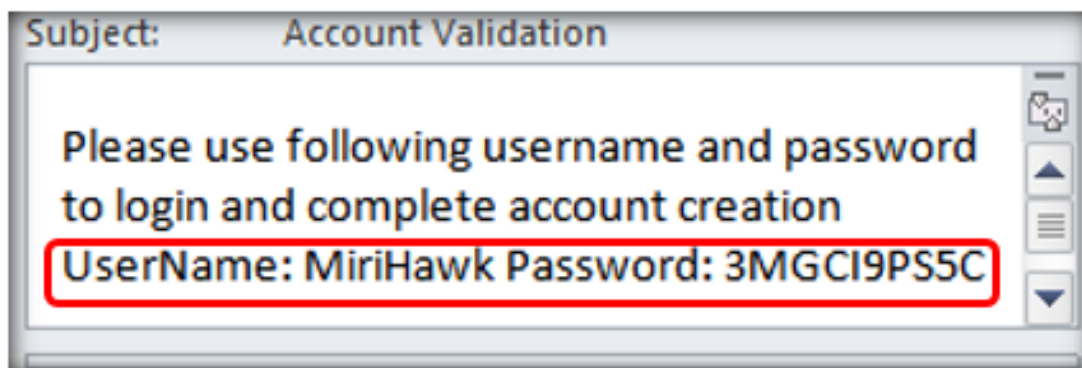 Subject: Account Validation
Please use following username and password
to login and complete account creation
UserName: MiriHawk Password: 3MGCI9PS5C